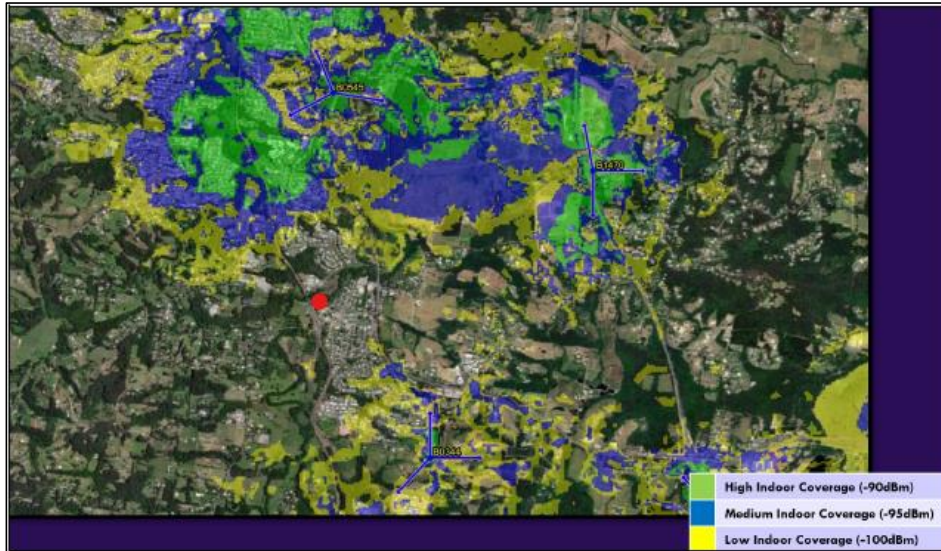 B0545
B1470
B0344
High Indoor Coverage (-90dBm)
Medium Indoor Coverage (-95dBm)
Low Indoor Coverage (-100dBm)